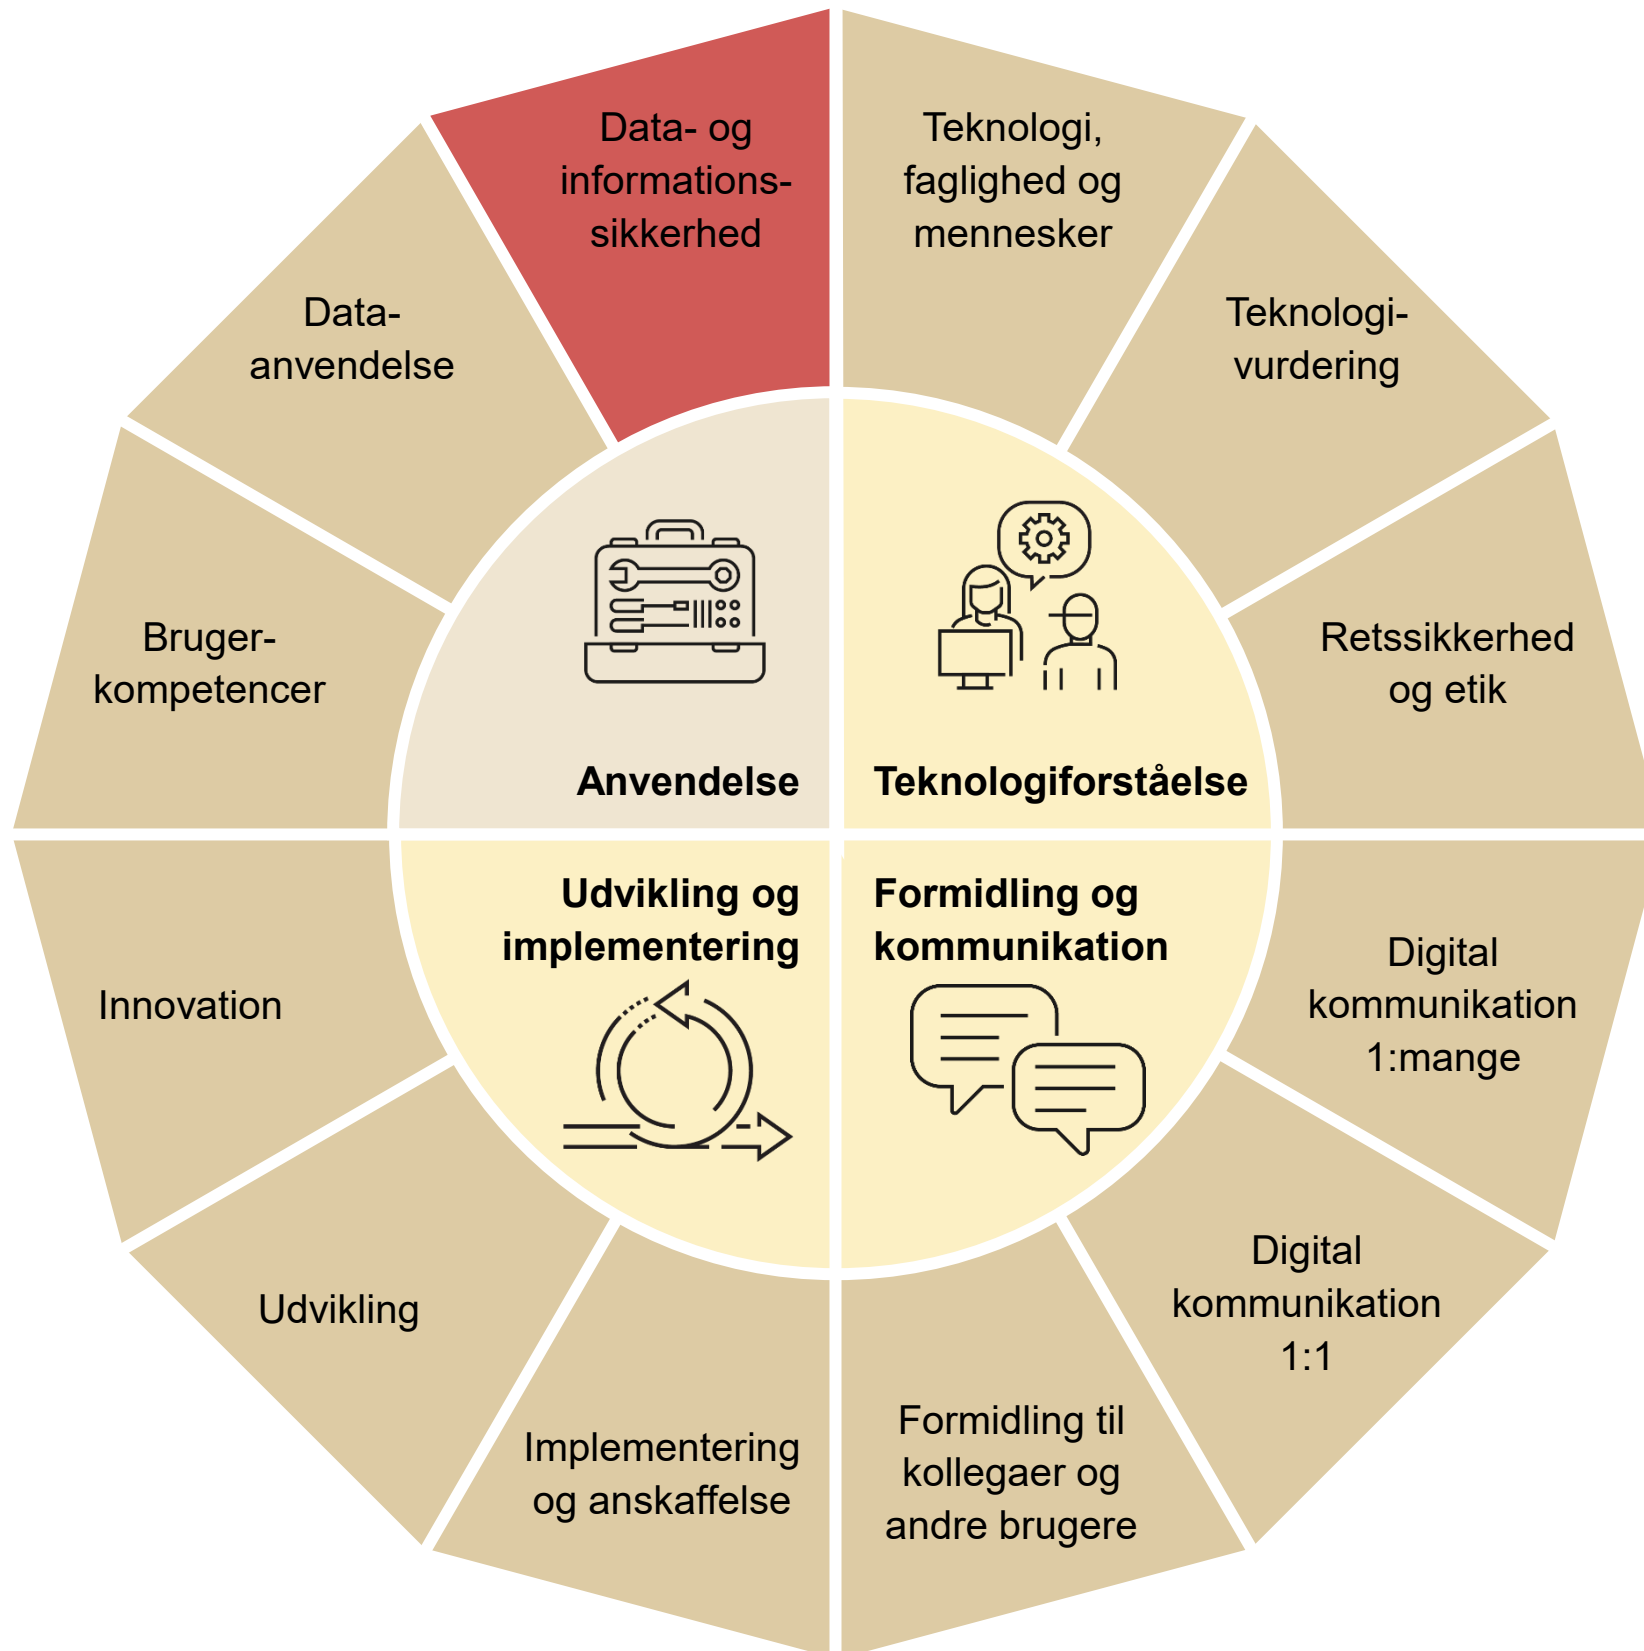 Data- og
informations-
sikkerhed
Teknologi,
faglighed og
mennesker
Teknologi-
vurdering
Retssikkerhed
og etik
Digital
kommunikation
1:mange
Digital
kommunikation
1:1
Formidling til
kollegaer og
andre brugere
Implementering
og anskaffelse
Udvikling
Innovation
Bruger-
kompetencer
Data-
anvendelse
Anvendelse
Teknologiforståelse
Udvikling og
implementering
Formidling og
kommunikation